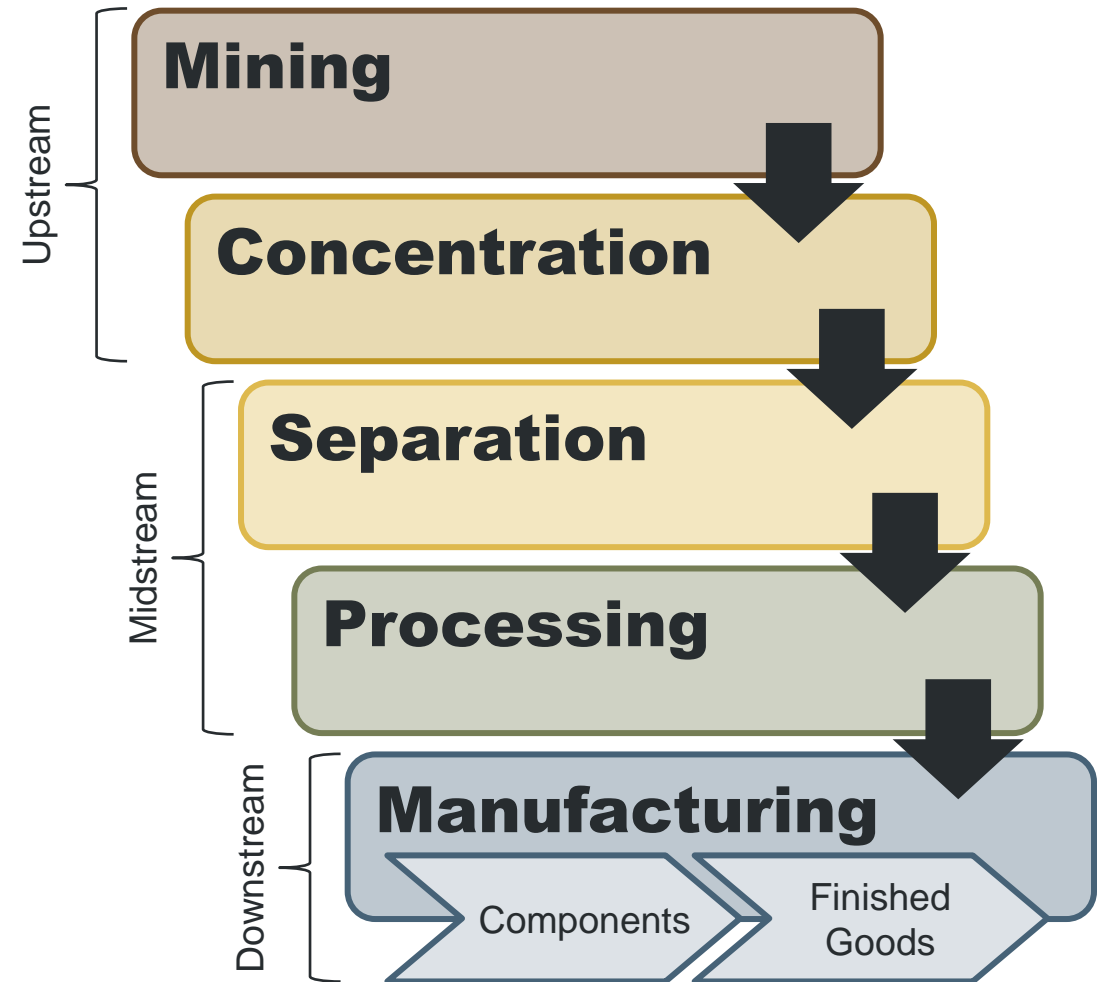 Upstream
Mining
Concentration
Midstream
Separation
Processing
Downstream
Manufacturing
Components
Finished
Goods